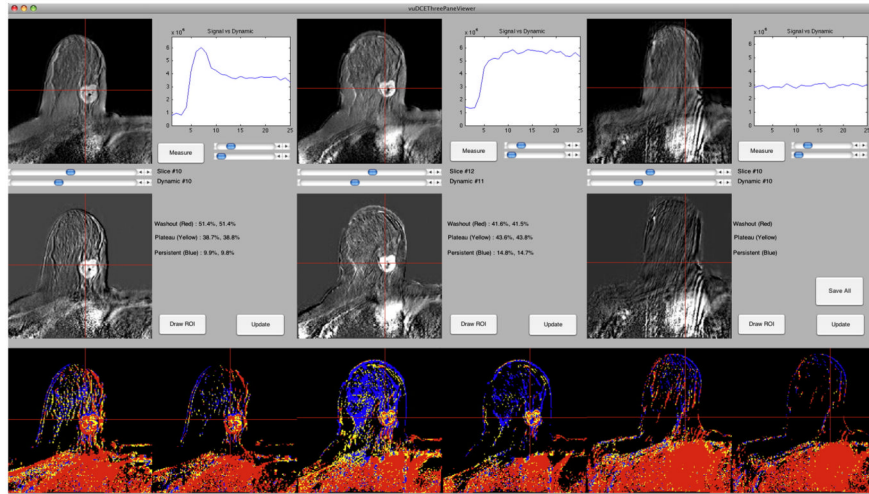 vuDCEThreePaneViewer
x 10⁴ Signal vs Dynamic
6
5
4
3
2
1
0
5 10 15 20 25
Measure
Slice #10
Dynamic #10
x 10⁴ Signal vs Dynamic
6
5
4
3
2
1
0
5 10 15 20 25
Measure
Slice #12
Dynamic #11
x 10⁴ Signal vs Dynamic
6
5
4
3
2
1
0
5 10 15 20 25
Measure
Slice #10
Dynamic #10
Washout (Red) : 51.4%, 51.4%
Plateau (Yellow) : 38.7%, 38.8%
Persistent (Blue) : 9.9%, 9.8%
Draw ROI Update
Washout (Red) : 41.6%, 41.5%
Plateau (Yellow) : 43.6%, 43.8%
Persistent (Blue) : 14.8%, 14.7%
Draw ROI Update
Washout (Red)
Plateau (Yellow)
Persistent (Blue)
Save All
Draw ROI Update